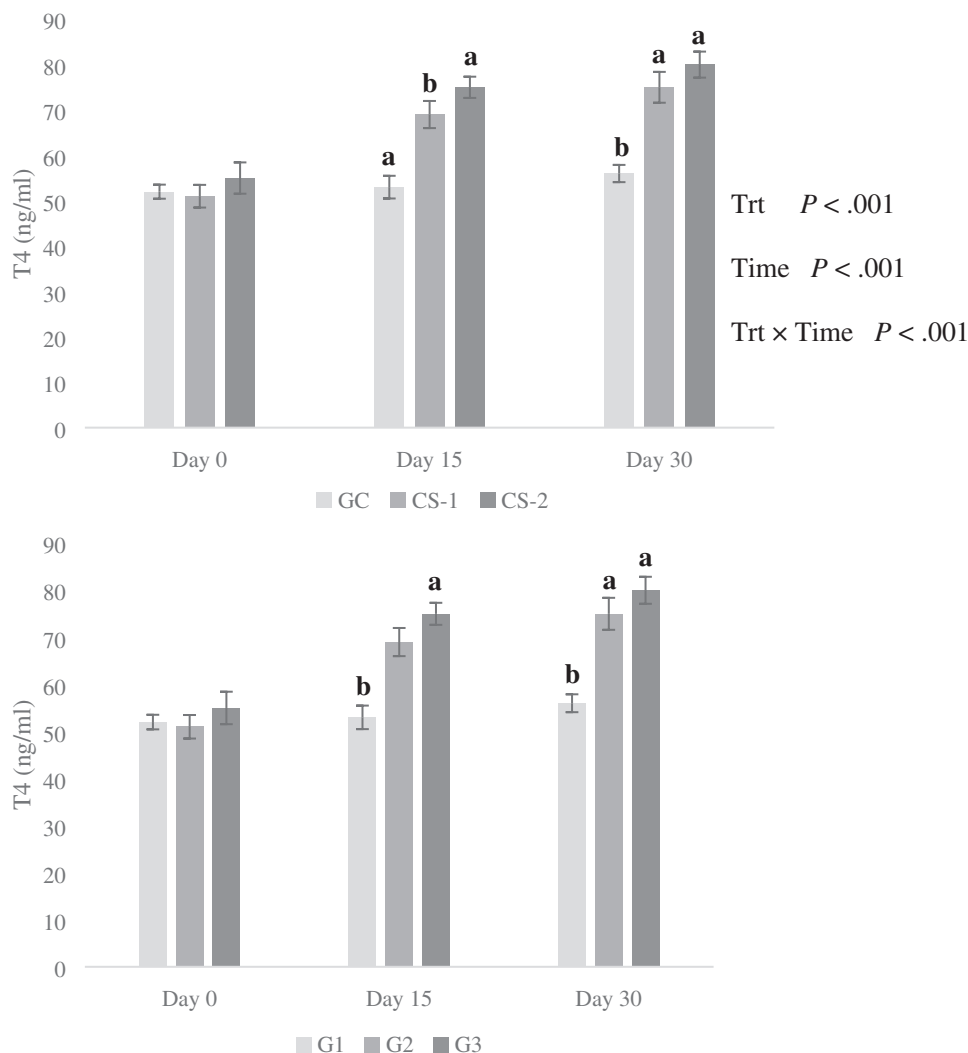 90
80
70
60
50
40
30
20
10
0
T4 (ng/ml)
a
b
a
a
a
b
Trt P < .001
Time P < .001
Trt × Time P < .001
Day 0 Day 15 Day 30
GC CS-1 CS-2
90
80
70
60
50
40
30
20
10
0
T4 (ng/ml)
a
b
a
a
b
Day 0 Day 15 Day 30
G1 G2 G3